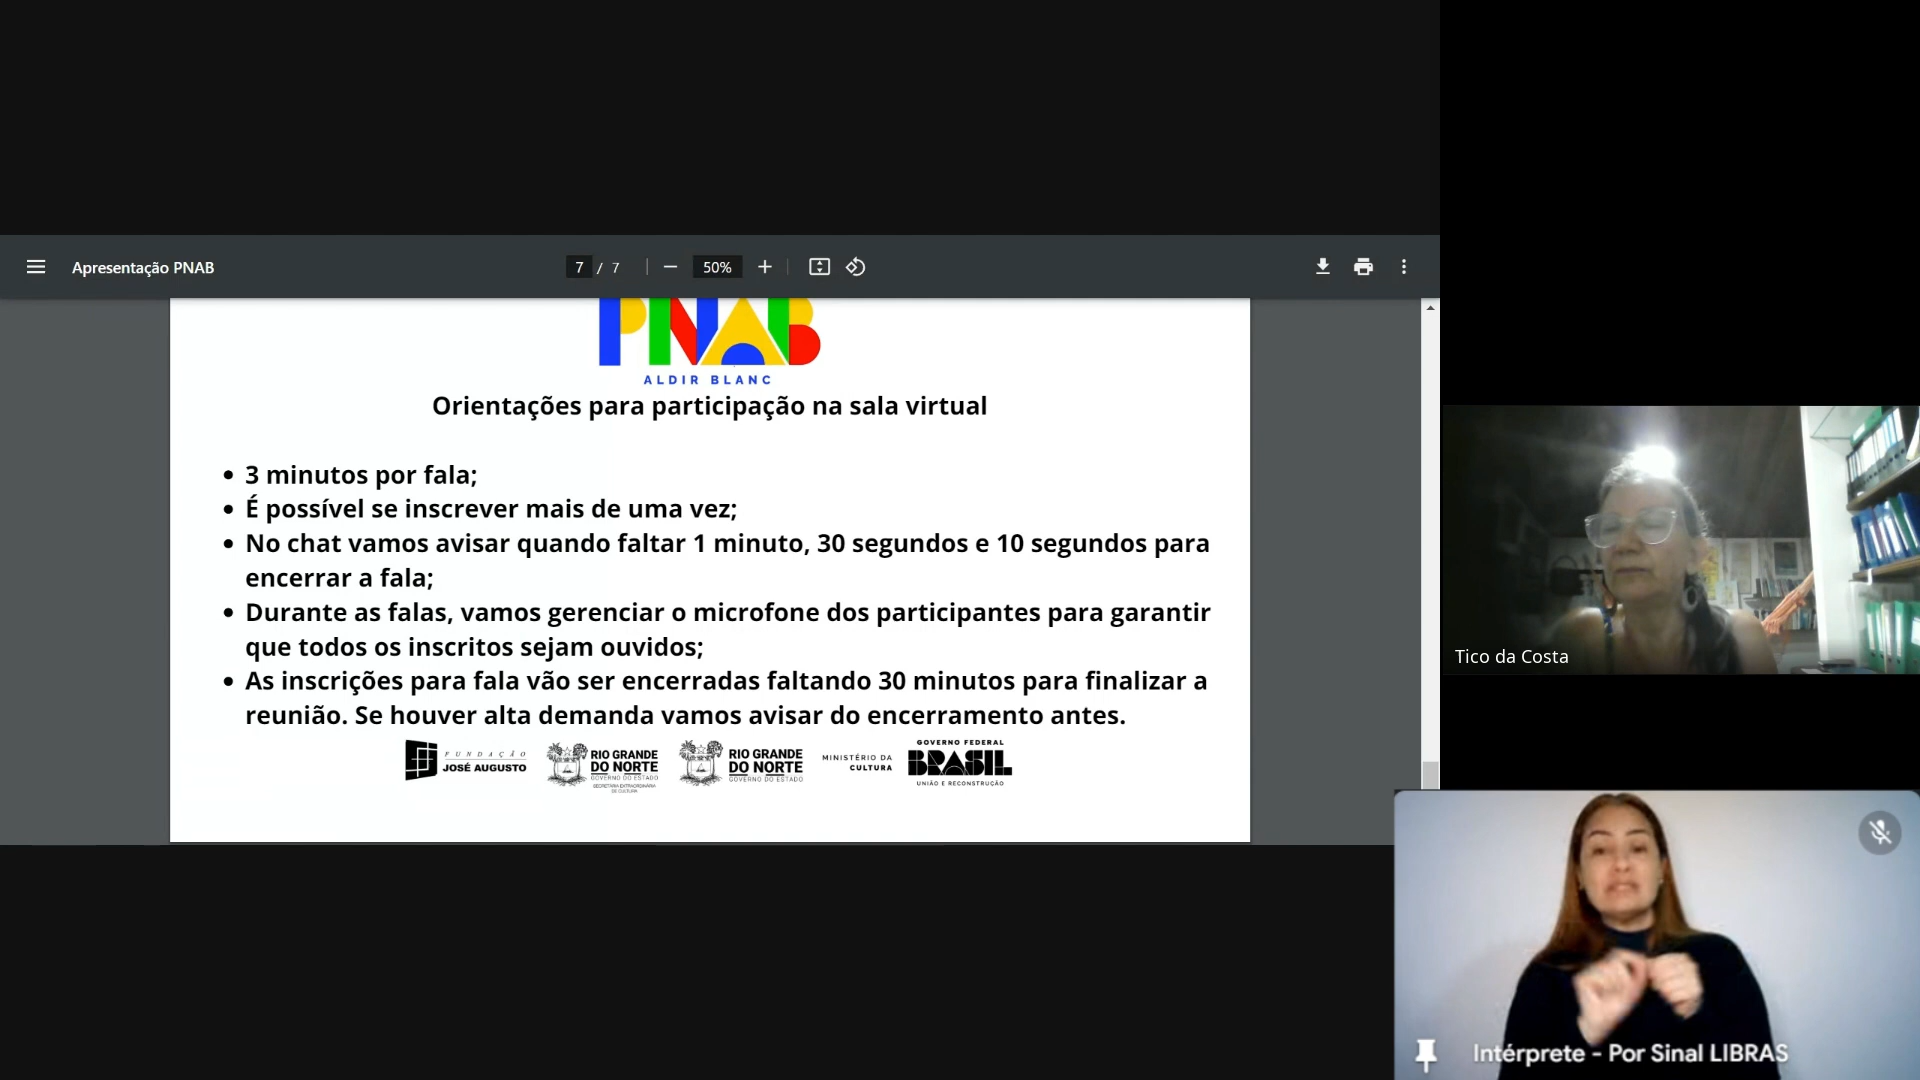 Apresentação PNAB
7 / 7
50%
PNAB
ALDIR BLANC
Orientações para participação na sala virtual
• 3 minutos por fala;
• É possível se inscrever mais de uma vez;
• No chat vamos avisar quando faltar 1 minuto, 30 segundos e 10 segundos para
encerrar a fala;
• Durante as falas, vamos gerenciar o microfone dos participantes para garantir
que todos os inscritos sejam ouvidos;
• As inscrições para fala vão ser encerradas faltando 30 minutos para finalizar a
reunião. Se houver alta demanda vamos avisar do encerramento antes.
FUNDAÇÃO
JOSÉ AUGUSTO
RIO GRANDE
DO NORTE
GOVERNO DO ESTADO
SECRETARIA EXTRAORDINÁRIA
DE CULTURA
RIO GRANDE
DO NORTE
GOVERNO DO ESTADO
MINISTÉRIO DA
CULTURA
GOVERNO FEDERAL
BRASIL
UNIÃO E RECONSTRUÇÃO
Tico da Costa
Intérprete - Por Sinal LIBRAS